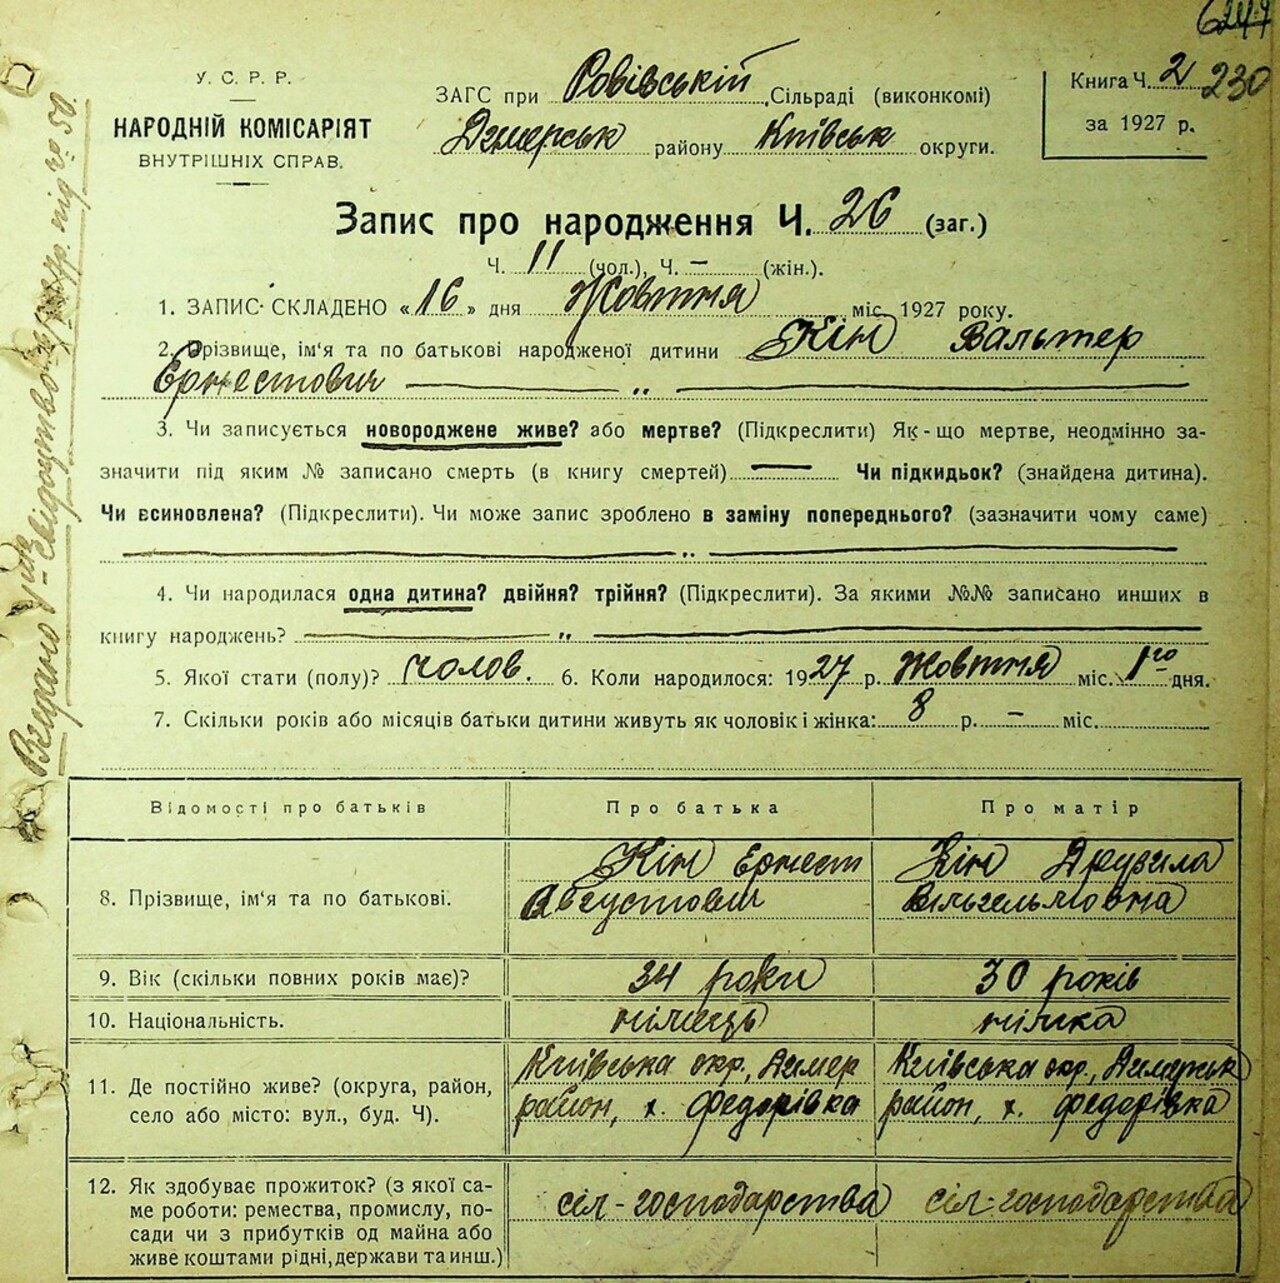 230
У. С. Р. Р.
НАРОДНІЙ КОМІСАРІЯТ
ВНУТРІШНІХ СПРАВ.
ЗАГС при Ровівській Сільраді (виконкомі)
Димерськ району Київськ округи.
Книга Ч. 2
за 1927 р.
Запис про народження Ч. 26 (заг.)
Ч. 11 (чол.), Ч. – (жін.).
1. ЗАПИС СКЛАДЕНО «16» дня Жовтня міс. 1927 року.
2. Прізвище, ім'я та по батькові народженої дитини Кін Вальтер
Ернестович — „ —
3. Чи записується новороджене живе? або мертве? (Підкреслити) Як-що мертве, неодмінно за-
значити під яким № записано смерть (в книгу смертей) — Чи підкидьок? (знайдена дитина).
Чи всиновлена? (Підкреслити). Чи може запис зроблено в заміну попереднього? (зазначити чому саме)
— „ —
4. Чи народилася одна дитина? двійня? трійня? (Підкреслити). За якими №№ записано инших в
книгу народжень? — „ —
5. Якої стати (полу)? чолов. 6. Коли народилося: 1927 р. Жовтня міс. 1го дня.
7. Скільки років або місяців батьки дитини живуть як чоловік і жінка: 8 р. – міс.
Відомості про батьків Про батька Про матір
8. Прізвище, ім'я та по батькові.
Кін Ернест
Августович
Кін Друзила
Вільгельмовна
9. Вік (скільки повних років має)? 34 роки 30 років
10. Національність. німець німка
11. Де постійно живе? (округа, район,
село або місто: вул., буд. Ч).
Київська окр., Димер
район, х. Федорівка
Київська окр., Димерськ
район, х. Федорівка
12. Як здобуває прожиток? (з якої са-
ме роботи: ремества, промислу, по-
сади чи з прибутків од майна або
живе коштами рідні, держави та инш.)
сіл-господарства
сіл-господарства